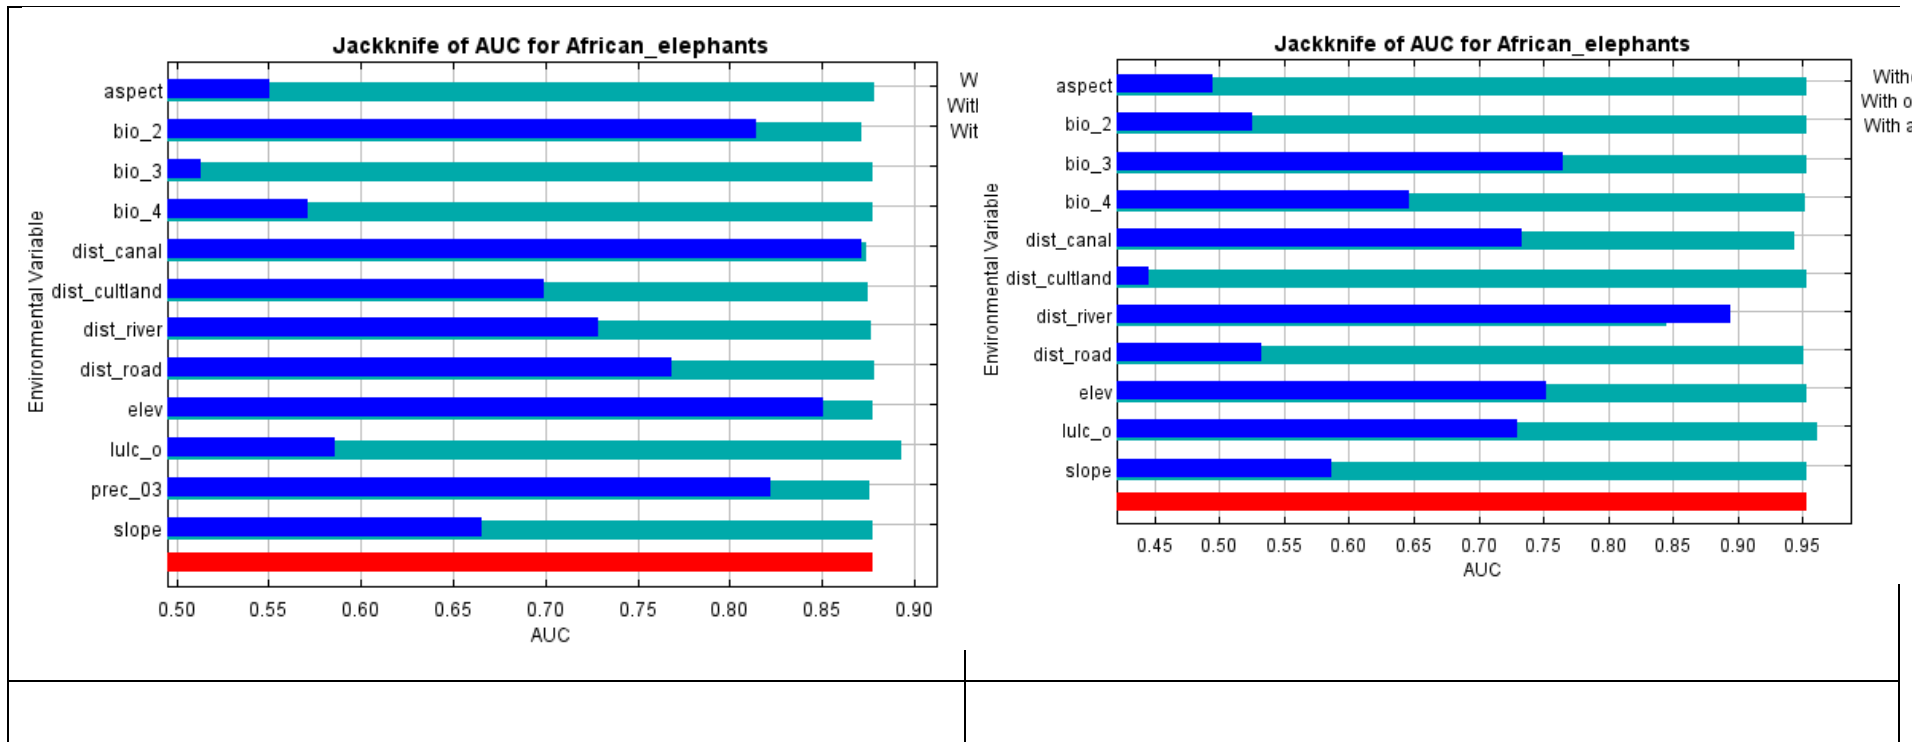 Jackknife of AUC for African_elephants
Environmental Variable
aspect
bio_2
bio_3
bio_4
dist_canal
dist_cultland
dist_river
dist_road
elev
lulc_o
prec_03
slope
0.50 0.55 0.60 0.65 0.70 0.75 0.80 0.85 0.90
AUC
W
Wit
Jackknife of AUC for African_elephants
Environmental Variable
aspect
bio_2
bio_3
bio_4
dist_canal
dist_cultland
dist_river
dist_road
elev
lulc_o
slope
0.45 0.50 0.55 0.60 0.65 0.70 0.75 0.80 0.85 0.90 0.95
AUC
With
With o
With a